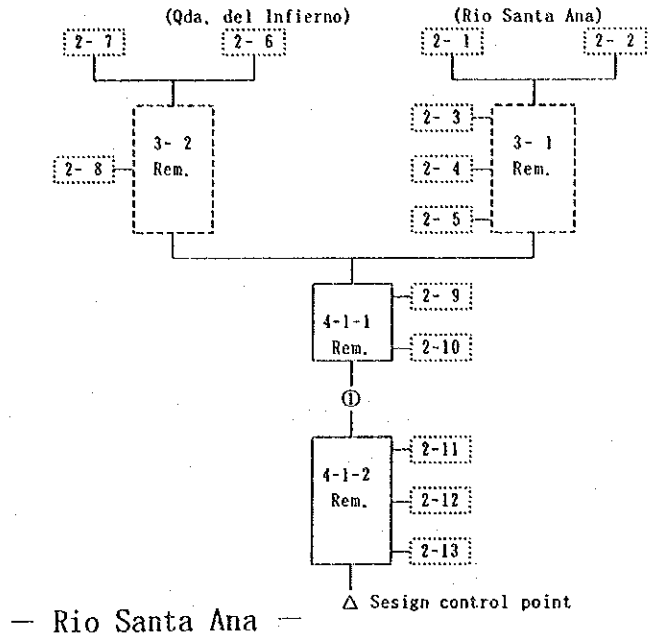 (Qda. del Infierno) (Rio Santa Ana)
2- 7 2- 6 2- 1 2- 2
3- 2
Rem.
2- 8
2- 3
2- 4
2- 5
3- 1
Rem.
4-1-1
Rem.
2- 9
2-10
①
4-1-2
Rem.
2-11
2-12
2-13
△ Sesign control point
— Rio Santa Ana —